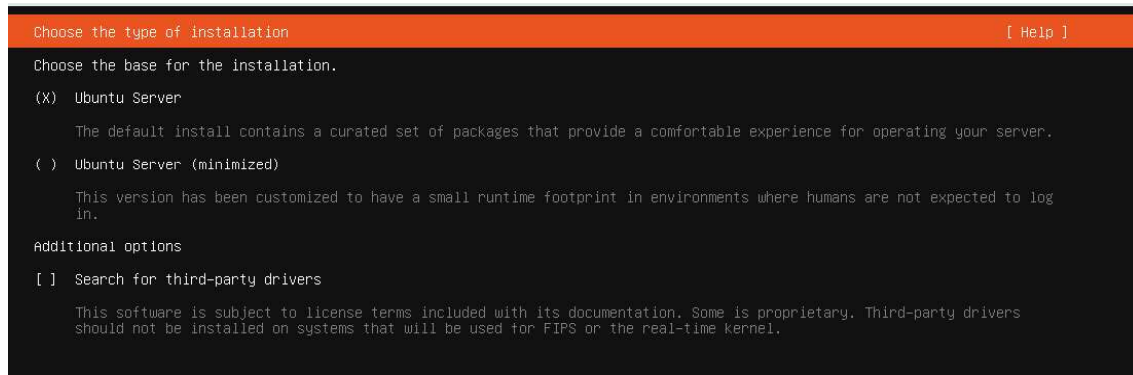 Choose the type of installation [ Help ]
Choose the base for the installation.
(X) Ubuntu Server
The default install contains a curated set of packages that provide a comfortable experience for operating your server.
( ) Ubuntu Server (minimized)
This version has been customized to have a small runtime footprint in environments where humans are not expected to log
in.
Additional options
[ ] Search for third-party drivers
This software is subject to license terms included with its documentation. Some is proprietary. Third-party drivers
should not be installed on systems that will be used for FIPS or the real-time kernel.